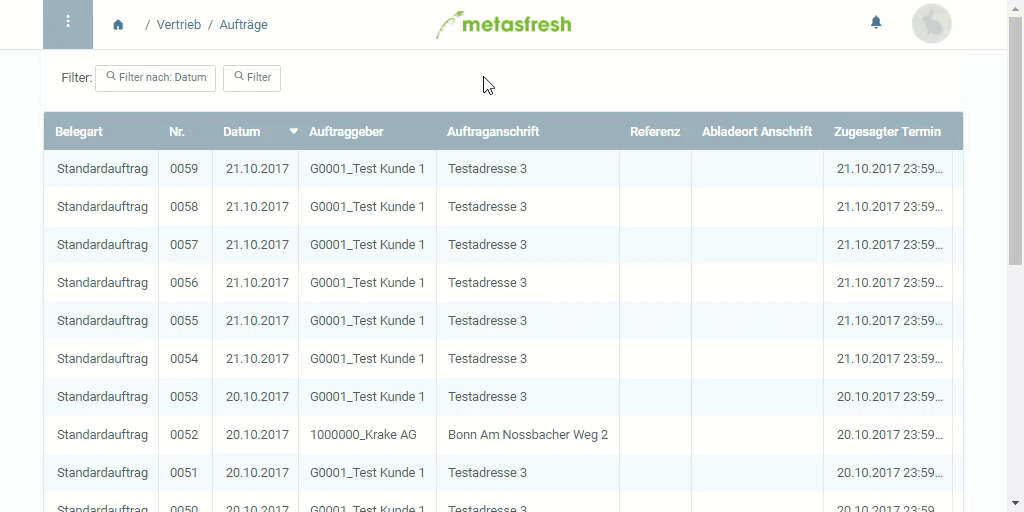 / Vertrieb / Aufträge
metasfresh
Filter: Filter nach: Datum Filter
Belegart Nr. Datum Auftraggeber Auftraganschrift Referenz Abladeort Anschrift Zugesagter Termin
Standardauftrag 0059 21.10.2017 G0001_Test Kunde 1 Testadresse 3 21.10.2017 23:59...
Standardauftrag 0058 21.10.2017 G0001_Test Kunde 1 Testadresse 3 21.10.2017 23:59...
Standardauftrag 0057 21.10.2017 G0001_Test Kunde 1 Testadresse 3 21.10.2017 23:59...
Standardauftrag 0056 21.10.2017 G0001_Test Kunde 1 Testadresse 3 21.10.2017 23:59...
Standardauftrag 0055 21.10.2017 G0001_Test Kunde 1 Testadresse 3 21.10.2017 23:59...
Standardauftrag 0054 21.10.2017 G0001_Test Kunde 1 Testadresse 3 21.10.2017 23:59...
Standardauftrag 0053 20.10.2017 G0001_Test Kunde 1 Testadresse 3 20.10.2017 23:59...
Standardauftrag 0052 20.10.2017 1000000_Krake AG Bonn Am Nossbacher Weg 2 20.10.2017 23:59...
Standardauftrag 0051 20.10.2017 G0001_Test Kunde 1 Testadresse 3 20.10.2017 23:59...
Standardauftrag 0050 20.10.2017 G0001_Test Kunde 1 Testadresse 3 20.10.2017 23:59...